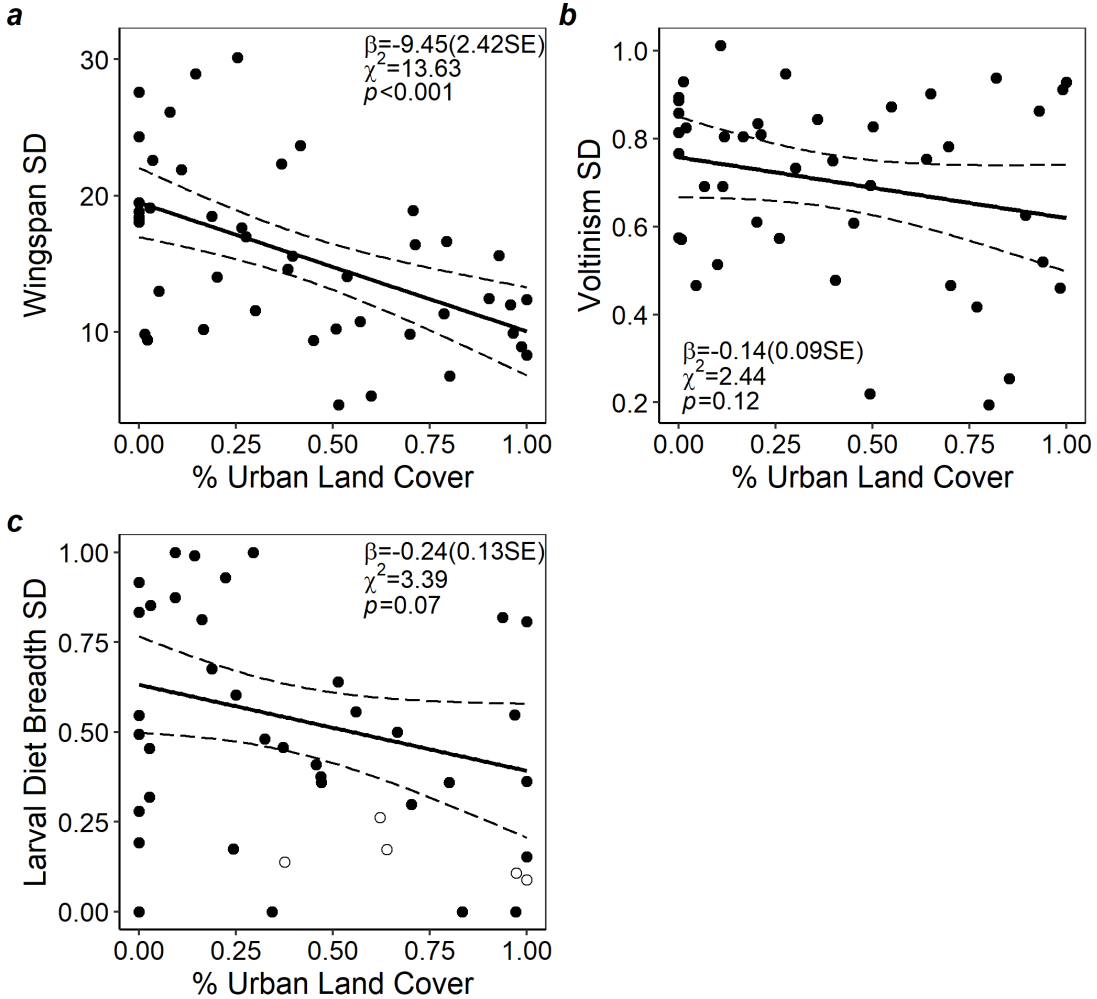 a
β=-9.45(2.42SE)
χ²=13.63
p<0.001
30
20
10
Wingspan SD
0.00 0.25 0.50 0.75 1.00
% Urban Land Cover
b
1.0
0.8
0.6
0.4
0.2
Voltinism SD
β=-0.14(0.09SE)
χ²=2.44
p=0.12
0.00 0.25 0.50 0.75 1.00
% Urban Land Cover
c
β=-0.24(0.13SE)
χ²=3.39
p=0.07
1.00
0.75
0.50
0.25
0.00
Larval Diet Breadth SD
0.00 0.25 0.50 0.75 1.00
% Urban Land Cover